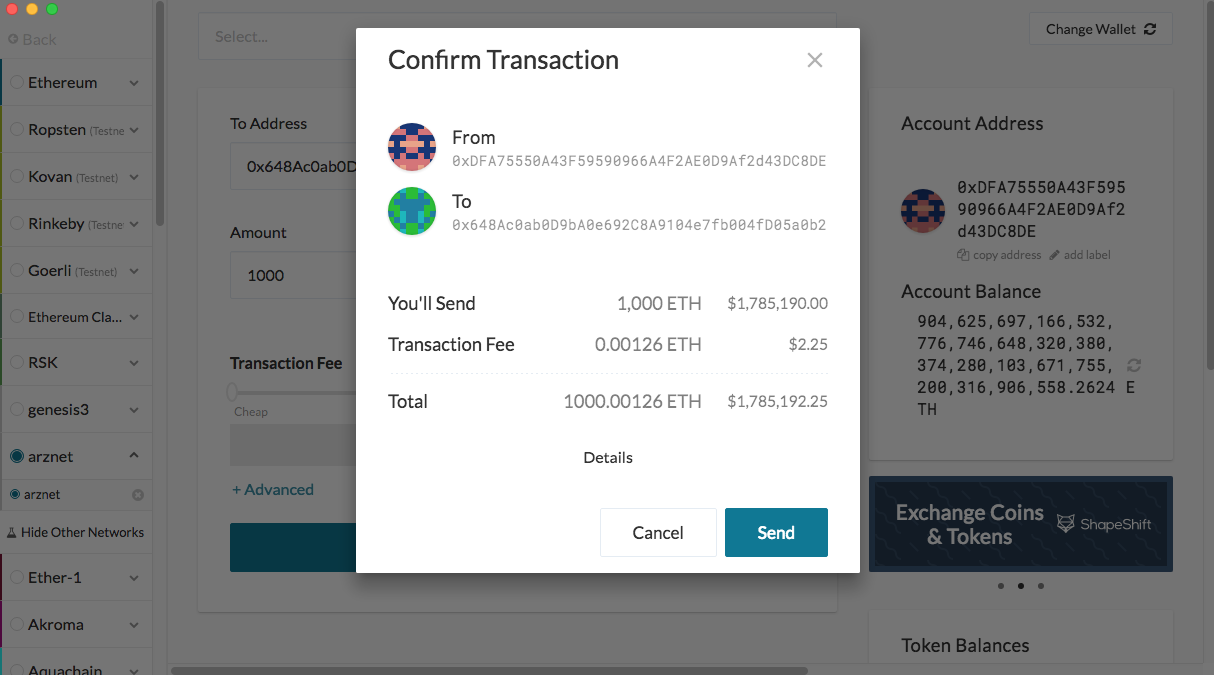 Back
Select...
Change Wallet
Ethereum
Ropsten (Testne
Kovan (Testnet)
Rinkeby (Testne
Goerli (Testnet)
Ethereum Cla...
RSK
genesis3
arznet
arznet
Hide Other Networks
Ether-1
Akroma
Aquachain
To Address
0x648Ac0ab0D
Amount
1000
Transaction Fee
Cheap
+ Advanced
Confirm Transaction
From
0xDFA75550A43F59590966A4F2AE0D9Af2d43DC8DE
To
0x648Ac0ab0D9bA0e692C8A9104e7fb004fD05a0b2
You'll Send 1,000 ETH $1,785,190.00
Transaction Fee 0.00126 ETH $2.25
Total 1000.00126 ETH $1,785,192.25
Details
Cancel Send
Account Address
0xDFA75550A43F595
90966A4F2AE0D9Af2
d43DC8DE
copy address add label
Account Balance
904,625,697,166,532,
776,746,648,320,380,
374,280,103,671,755,
200,316,906,558.2624 E
TH
Exchange Coins
& Tokens
ShapeShift
Token Balances